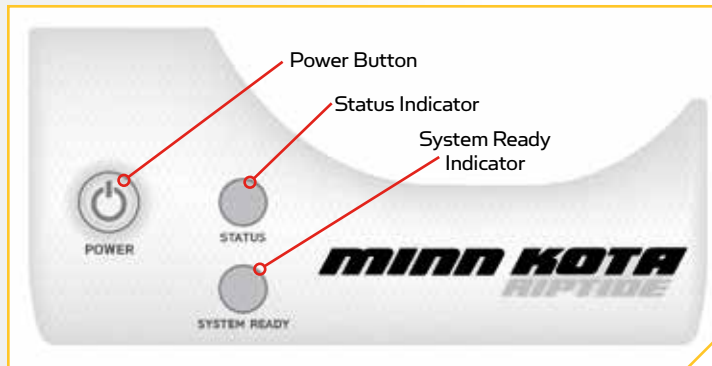 Power Button
Status Indicator
System Ready
Indicator
POWER
STATUS
MINN KOTA
RIPTIDE
SYSTEM READY